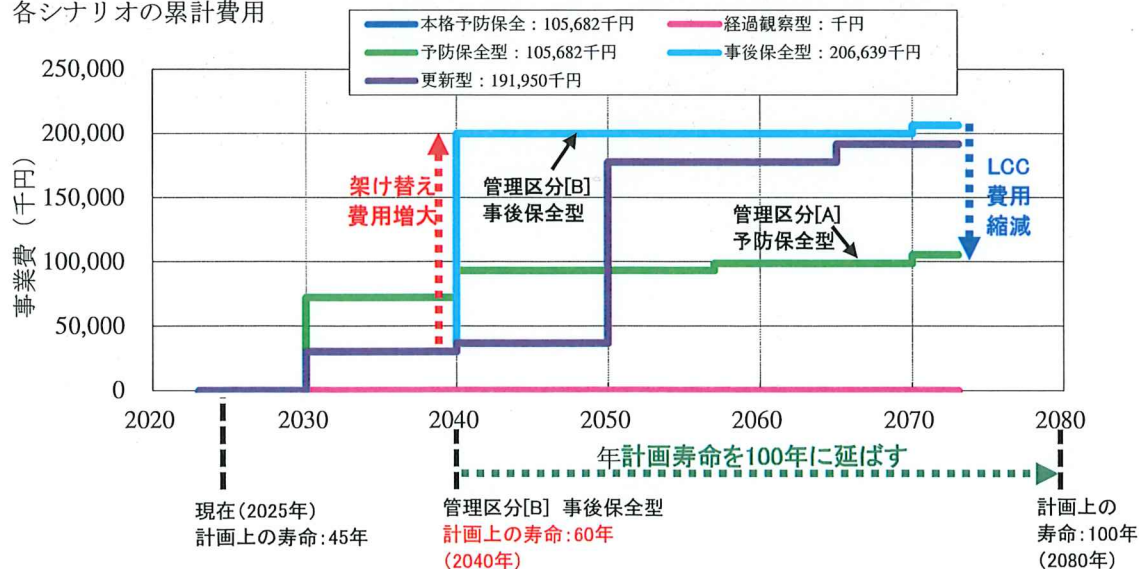 各シナリオの累計費用
本格予防保全：105,682千円
経過観察型：千円
予防保全型：105,682千円
事後保全型：206,639千円
更新型：191,950千円
事業費（千円）
250,000
200,000
150,000
100,000
50,000
0
架け替え
費用増大
管理区分[B]
事後保全型
管理区分[A]
予防保全型
LCC
費用
縮減
2020
2030
2040
2050
2060
2070
2080
年
計画寿命を100年に延ばす
現在(2025年)
計画上の寿命:45年
管理区分[B] 事後保全型
計画上の寿命:60年
(2040年)
計画上の
寿命:100年
(2080年)